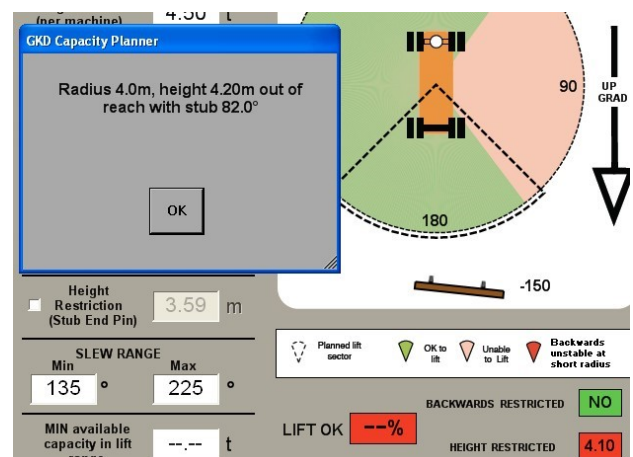 (per machine) 4.50 t
GKD Capacity Planner
Radius 4.0m, height 4.20m out of
reach with stub 82.0°
OK
90
UP
GRAD
180
-150
Height
Restriction
(Stub End Pin)
3.59 m
Planned lift
sector
OK to
lift
Unable
to Lift
Backwards
unstable at
short radius
SLEW RANGE
Min Max
135 ° 225 °
BACKWARDS RESTRICTED NO
MIN available
capacity in lift
--.-- t
LIFT OK --%
HEIGHT RESTRICTED 4.10